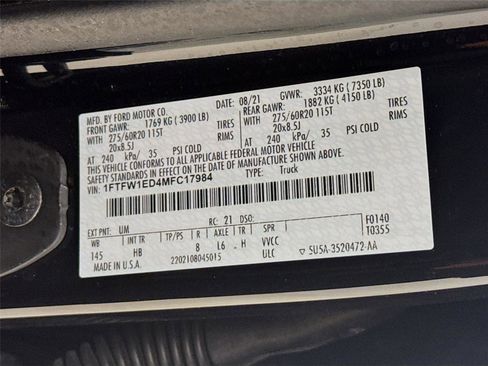 MFD. BY FORD MOTOR CO. 08/21 GVWR: 3334 KG ( 7350 LB)
FRONT GAWR: 1769 KG ( 3900 LB) REAR GAWR: 1882 KG ( 4150 LB)
WITH 275/60R20 115T TIRES WITH 275/60R20 115T TIRES
20x8.5J RIMS 20x8.5J RIMS
AT 240 kPa/ 35 PSI COLD AT 240 kPa/ 35 PSI COLD
THIS VEHICLE CONFORMS TO ALL APPLICABLE FEDERAL MOTOR VEHICLE
SAFETY AND THEFT PREVENTION STANDARDS IN EFFECT ON THE
DATE OF MANUFACTURE SHOWN ABOVE.
VIN: 1FTFW1ED4MFC17984 TYPE: Truck
EXT PNT: UM RC: 21 DSO: F0140
WB INT TR TP/PS R AXLE TR VVCC T0355
145 HB 8 L6 H ULC
MADE IN U.S.A. 2202108045015 5U5A-3520472-AA